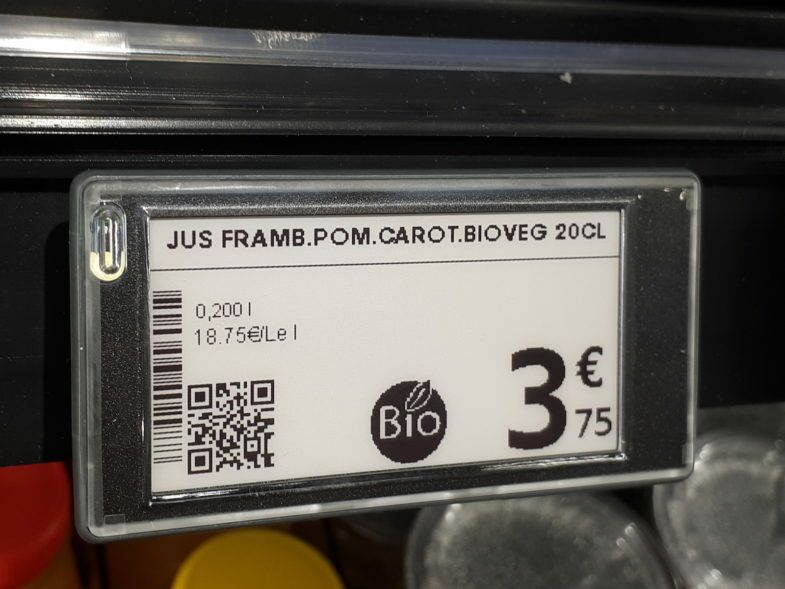 JUS FRAMB.POM.CAROT.BIOVEG 20CL
0,200 l
18.75€/Le l
Bio
3 € 75